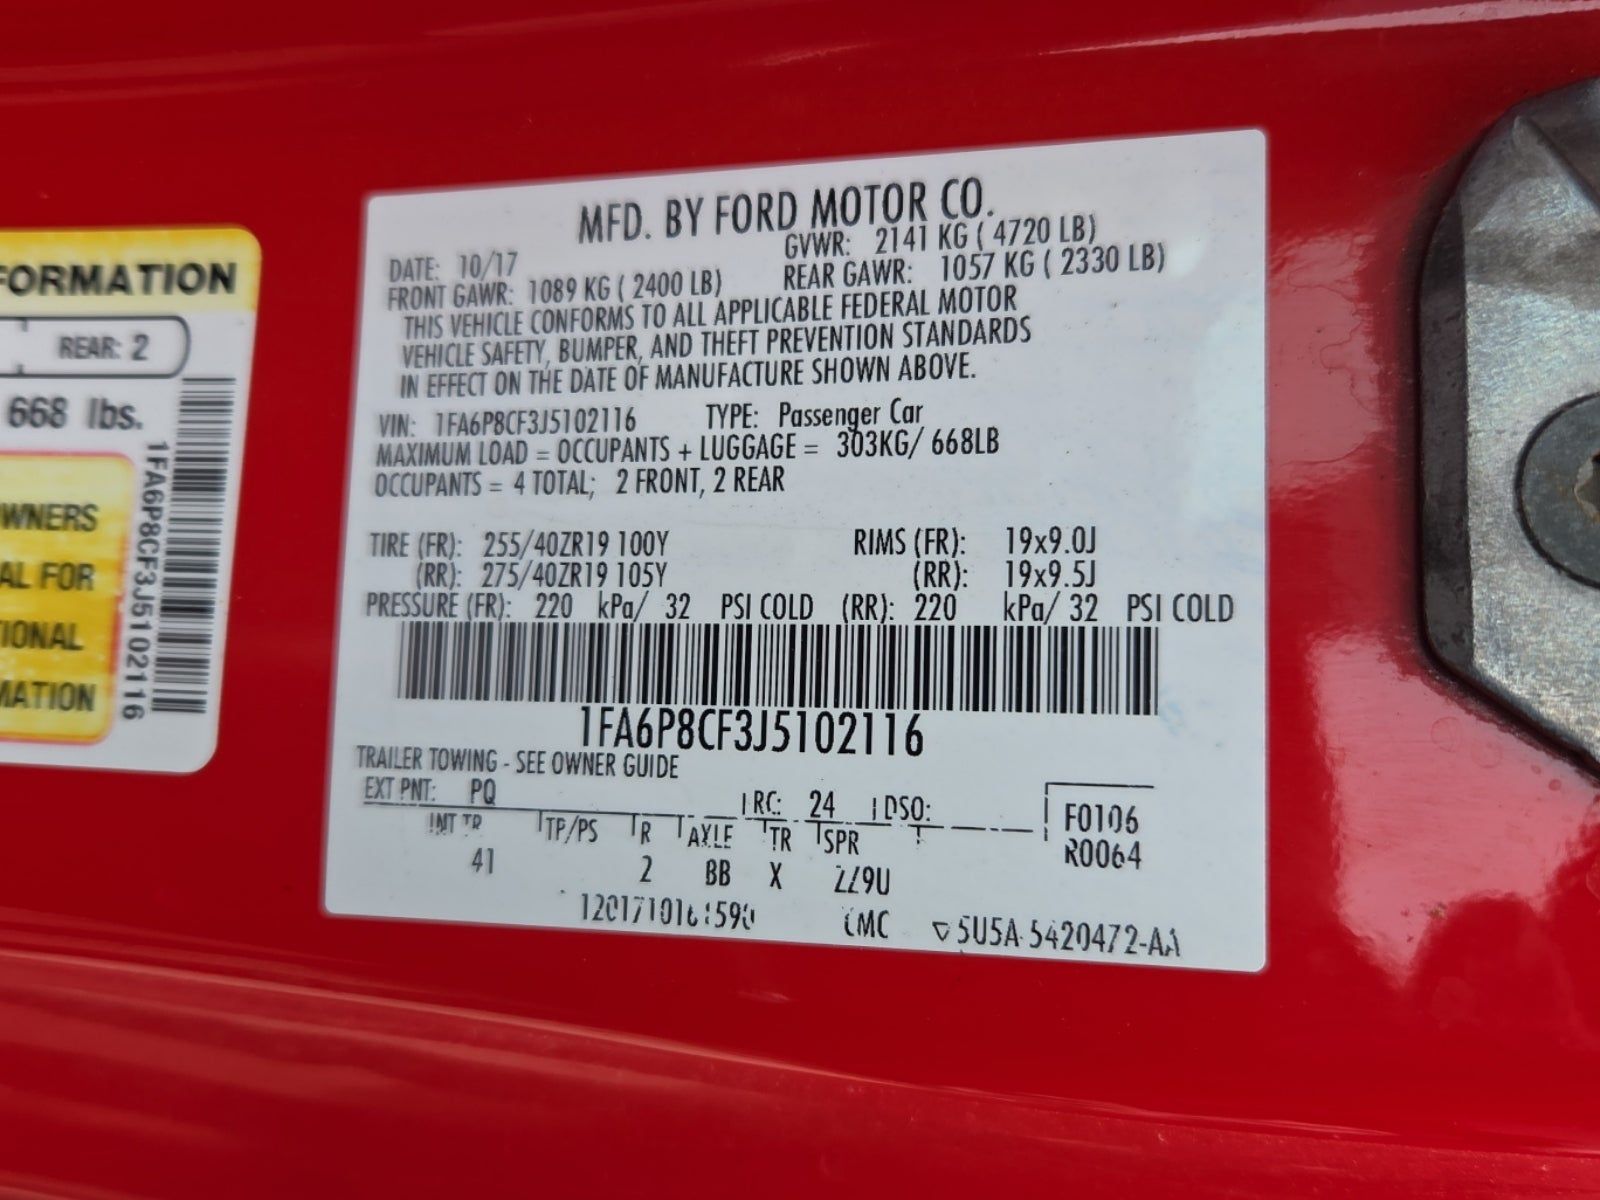 FORMATION
REAR: 2
668 lbs.
WNERS
AL FOR
TIONAL
MATION
1FA6P8CF3J5102116
MFD. BY FORD MOTOR CO.
DATE: 10/17 GVWR: 2141 KG ( 4720 LB)
FRONT GAWR: 1089 KG ( 2400 LB) REAR GAWR: 1057 KG ( 2330 LB)
THIS VEHICLE CONFORMS TO ALL APPLICABLE FEDERAL MOTOR
VEHICLE SAFETY, BUMPER, AND THEFT PREVENTION STANDARDS
IN EFFECT ON THE DATE OF MANUFACTURE SHOWN ABOVE.
VIN: 1FA6P8CF3J5102116 TYPE: Passenger Car
MAXIMUM LOAD = OCCUPANTS + LUGGAGE = 303KG/ 668LB
OCCUPANTS = 4 TOTAL; 2 FRONT, 2 REAR
TIRE (FR): 255/40ZR19 100Y RIMS (FR): 19x9.0J
(RR): 275/40ZR19 105Y (RR): 19x9.5J
PRESSURE (FR): 220 kPa/ 32 PSI COLD (RR): 220 kPa/ 32 PSI COLD
1FA6P8CF3J5102116
TRAILER TOWING - SEE OWNER GUIDE
EXT PNT: PQ RC: 24 DSO: F0106
INT TR TP/PS R AXLE TR SPR R0064
41 2 BB X
5U5A-5420472-AA